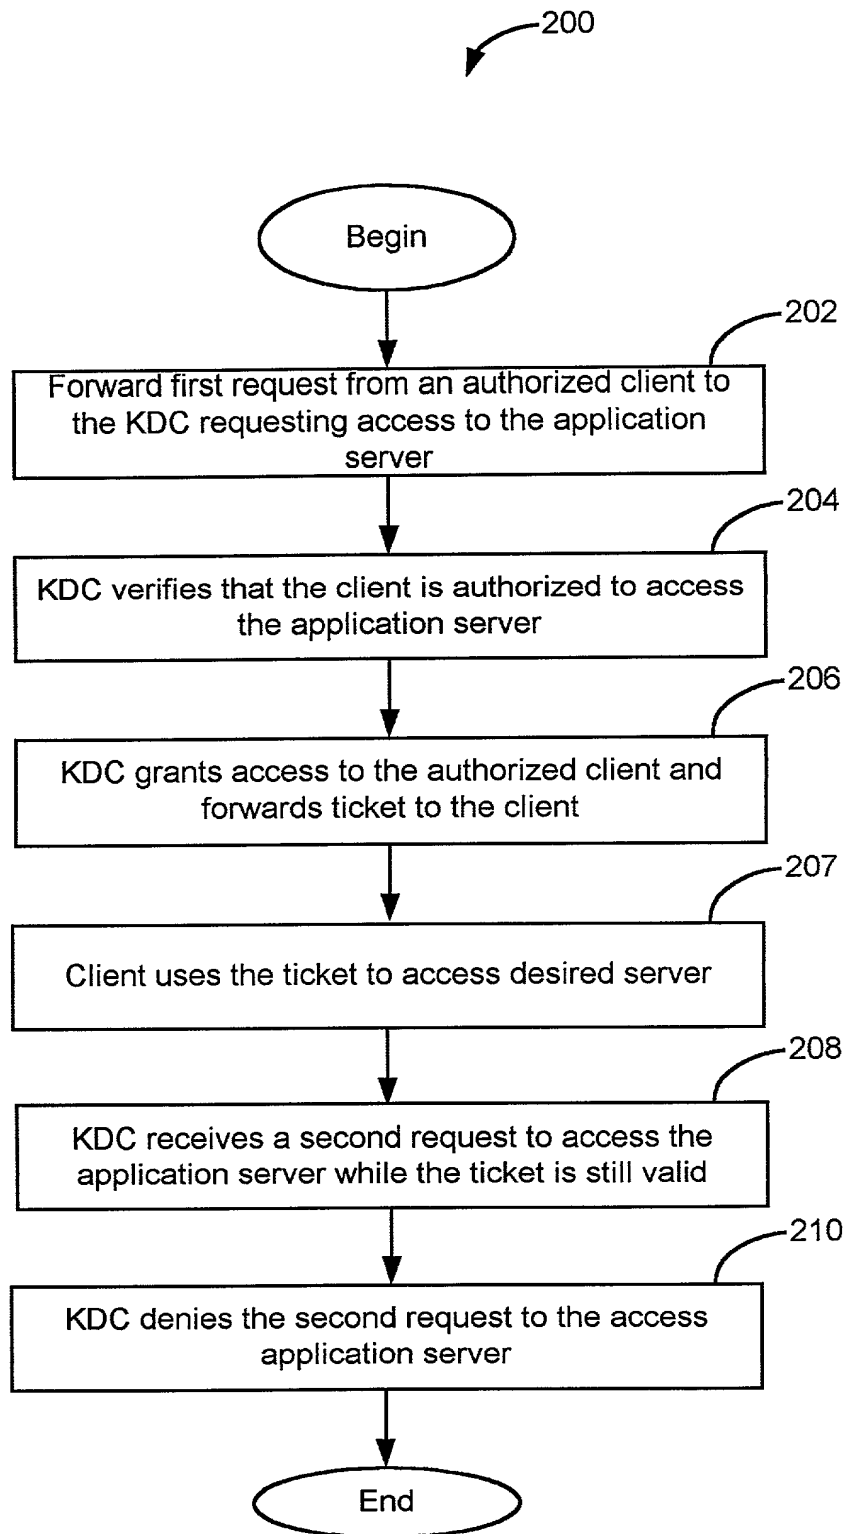 200
Begin
202
Forward first request from an authorized client to
the KDC requesting access to the application
server
204
KDC verifies that the client is authorized to access
the application server
206
KDC grants access to the authorized client and
forwards ticket to the client
207
Client uses the ticket to access desired server
208
KDC receives a second request to access the
application server while the ticket is still valid
210
KDC denies the second request to the access
application server
End